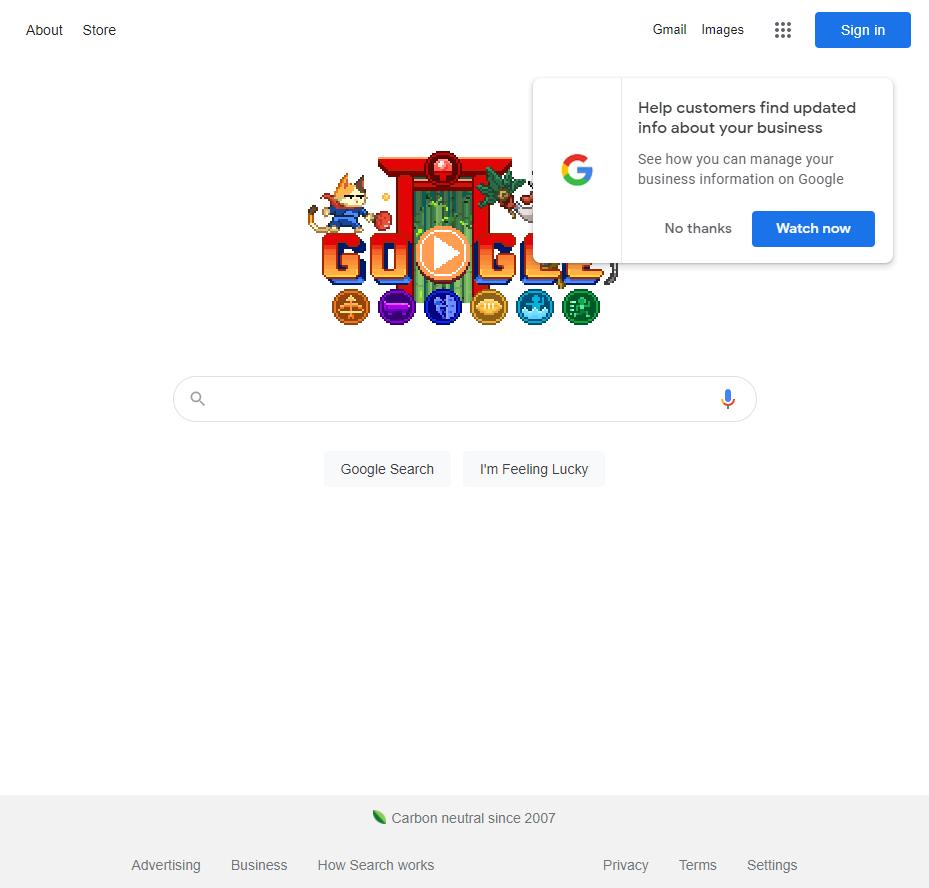 About
Store
Gmail
Images
Sign in
Help customers find updated
info about your business
See how you can manage your
business information on Google
No thanks
Watch now
GOOGLE
Google Search
I'm Feeling Lucky
Carbon neutral since 2007
Advertising
Business
How Search works
Privacy
Terms
Settings